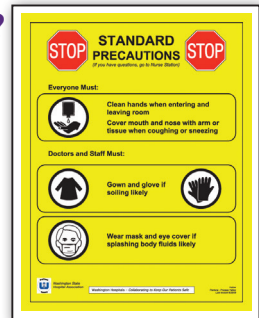 STOP STANDARD PRECAUTIONS STOP
(If you have questions, go to Nurse Station)
Everyone Must:
Clean hands when entering and
leaving room
Cover mouth and nose with arm or
tissue when coughing or sneezing
Doctors and Staff Must:
Gown and glove if
soiling likely
Wear mask and eye cover if
splashing body fluids likely
Washington State
Hospital Association
Washington Hospitals – Collaborating to Keep Our Patients Safe